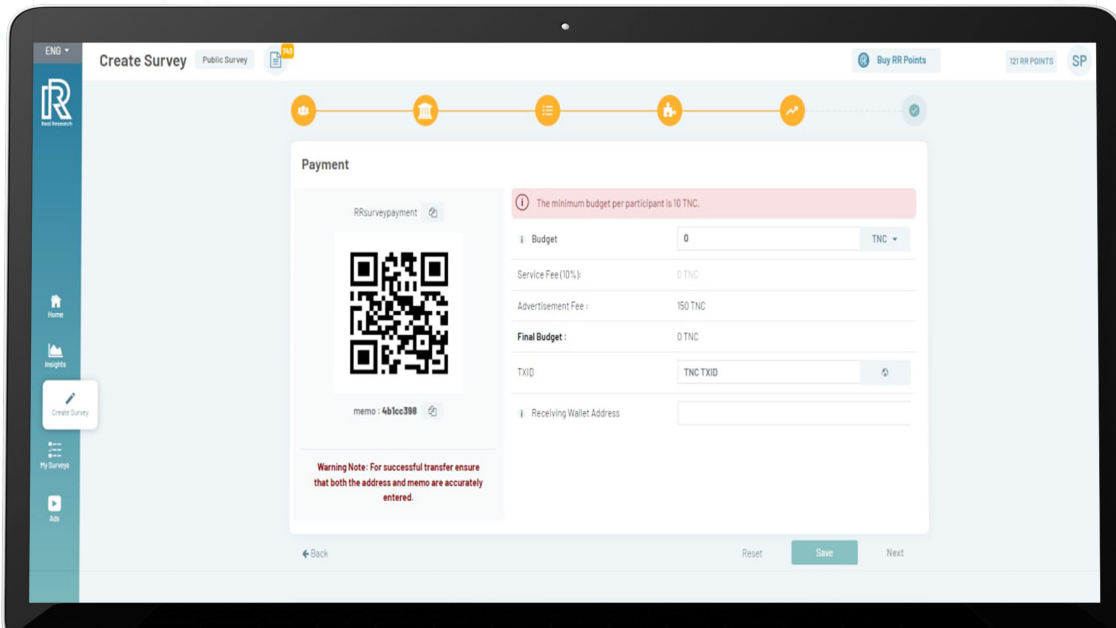 ENG
Create Survey
Public Survey
740
Buy RR Points
121 RR POINTS
SP
RR
Real Research
Home
Insights
Create Survey
My Surveys
Ads
Payment
RRsurveypayment
memo : 4b1cc398
Warning Note: For successful transfer ensure
that both the address and memo are accurately
entered.
The minimum budget per participant is 10 TNC.
Budget
0
TNC
Service Fee (10%):
0 TNC
Advertisement Fee :
150 TNC
Final Budget :
0 TNC
TXID
TNC TXID
Receiving Wallet Address
Back
Reset
Save
Next